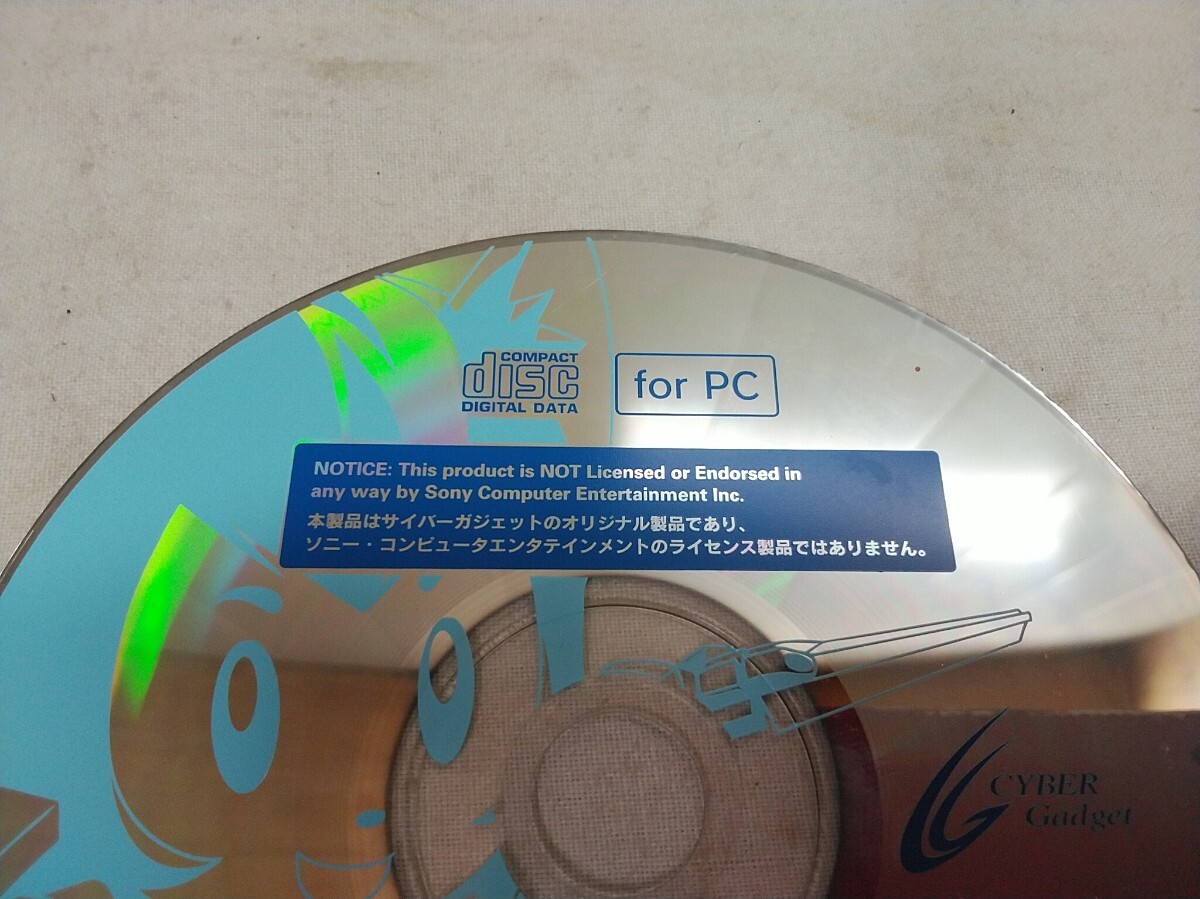 COMPACT
disc
DIGITAL DATA
for PC
NOTICE: This product is NOT Licensed or Endorsed in
any way by Sony Computer Entertainment Inc.
本製品はサイバーガジェットのオリジナル製品であり、
ソニー・コンピュータエンタテインメントのライセンス製品ではありません。
CYBER
Gadget